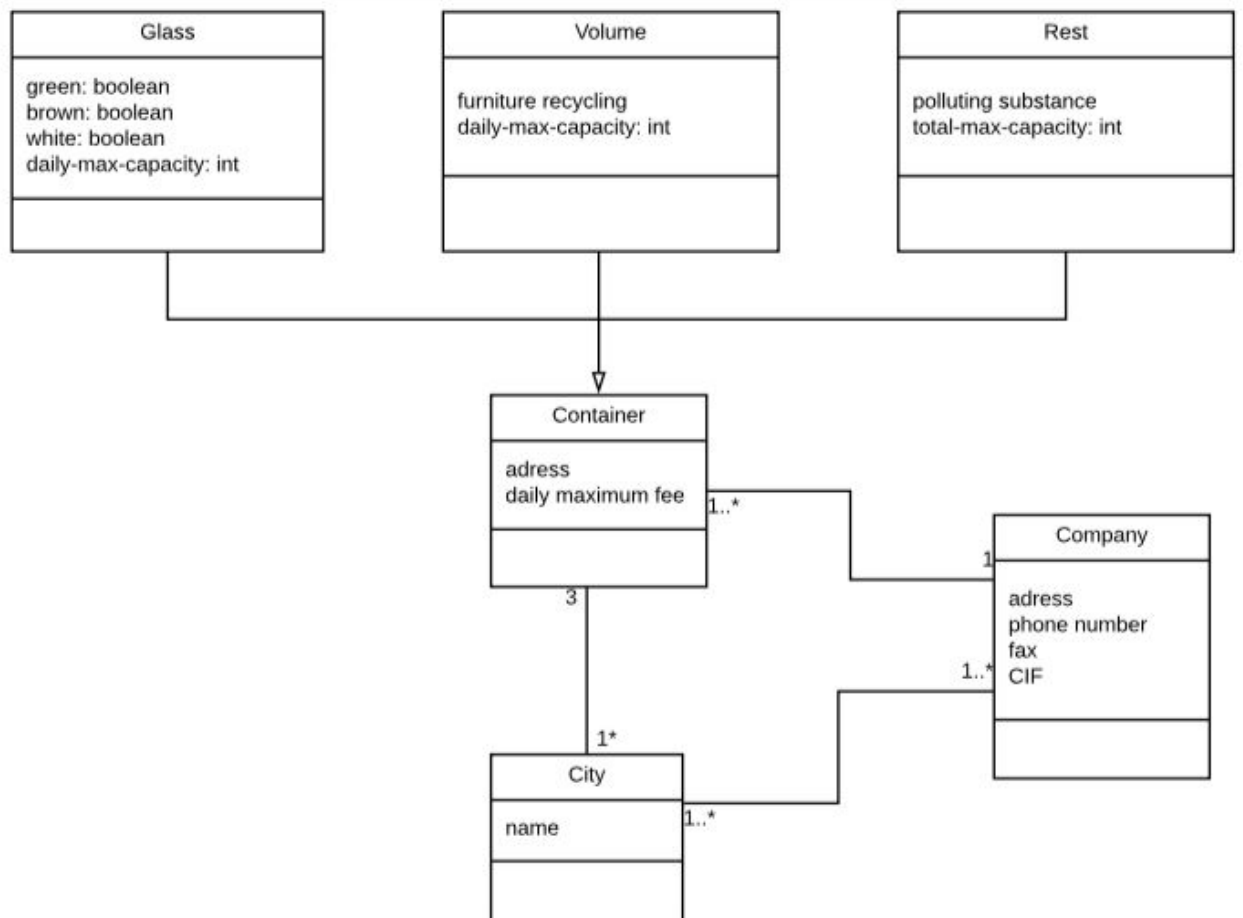 Glass
green: boolean
brown: boolean
white: boolean
daily-max-capacity: int
Volume
furniture recycling
daily-max-capacity: int
Rest
polluting substance
total-max-capacity: int
Container
adress
daily maximum fee
1..*
3
1
Company
adress
phone number
fax
CIF
1..*
1*
City
name
1..*